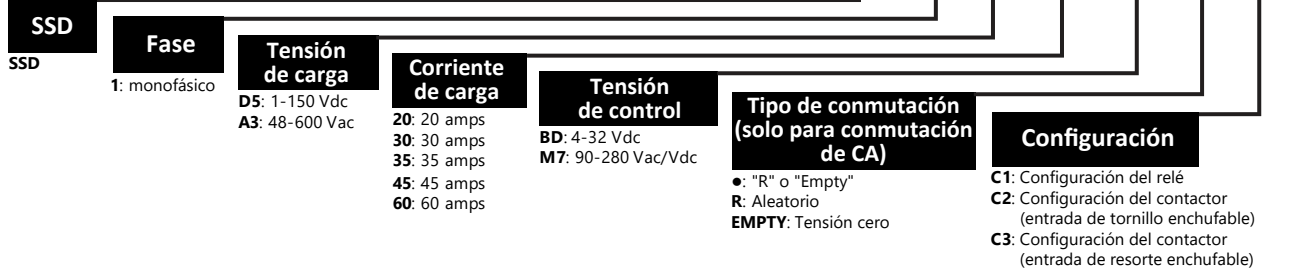 SSD
SSD
Fase
1: monofásico
Tensión
de carga
D5: 1-150 Vdc
A3: 48-600 Vac
Corriente
de carga
20: 20 amps
30: 30 amps
35: 35 amps
45: 45 amps
60: 60 amps
Tensión
de control
BD: 4-32 Vdc
M7: 90-280 Vac/Vdc
Tipo de conmutación
(solo para conmutación
de CA)
●: "R" o "Empty"
R: Aleatorio
EMPTY: Tensión cero
Configuración
C1: Configuración del relé
C2: Configuración del contactor
(entrada de tornillo enchufable)
C3: Configuración del contactor
(entrada de resorte enchufable)